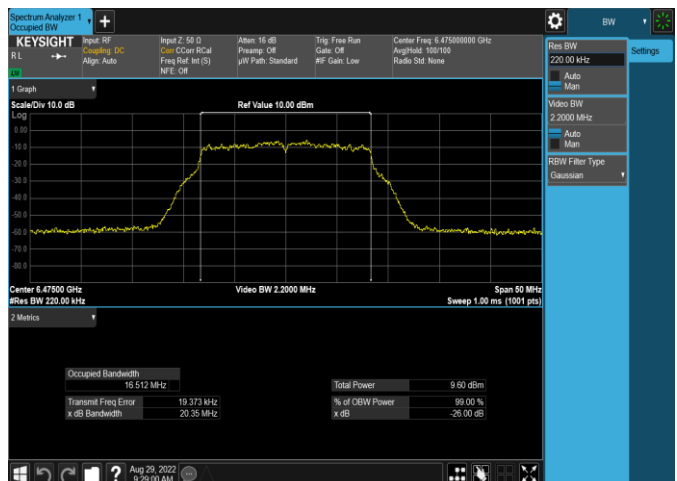 Spectrum Analyzer 1
Occupied BW
KEYSIGHT
R L
LV
Input: RF
Coupling: DC
Align: Auto
Input Z: 50 Ω
Corr CCorr RCal
Freq Ref: Int (S)
NFE: Off
Atten: 16 dB
Preamp: Off
µW Path: Standard
Trig: Free Run
Gate: Off
#IF Gain: Low
Center Freq: 6.475000000 GHz
Avg|Hold: 100/100
Radio Std: None
BW
Settings
Res BW
220.00 kHz
Auto
Man
Video BW
2.2000 MHz
Auto
Man
RBW Filter Type
Gaussian
1 Graph
Scale/Div 10.0 dB
Ref Value 10.00 dBm
Log
0.00
-10.0
-20.0
-30.0
-40.0
-50.0
-60.0
-70.0
-80.0
Center 6.47500 GHz
Video BW 2.2000 MHz
Span 50 MHz
#Res BW 220.00 kHz
Sweep 1.00 ms (1001 pts)
2 Metrics
Occupied Bandwidth
16.512 MHz
Total Power 9.60 dBm
Transmit Freq Error 19.373 kHz
% of OBW Power 99.00 %
x dB Bandwidth 20.35 MHz
x dB -26.00 dB
?
Aug 29, 2022
9:29:00 AM